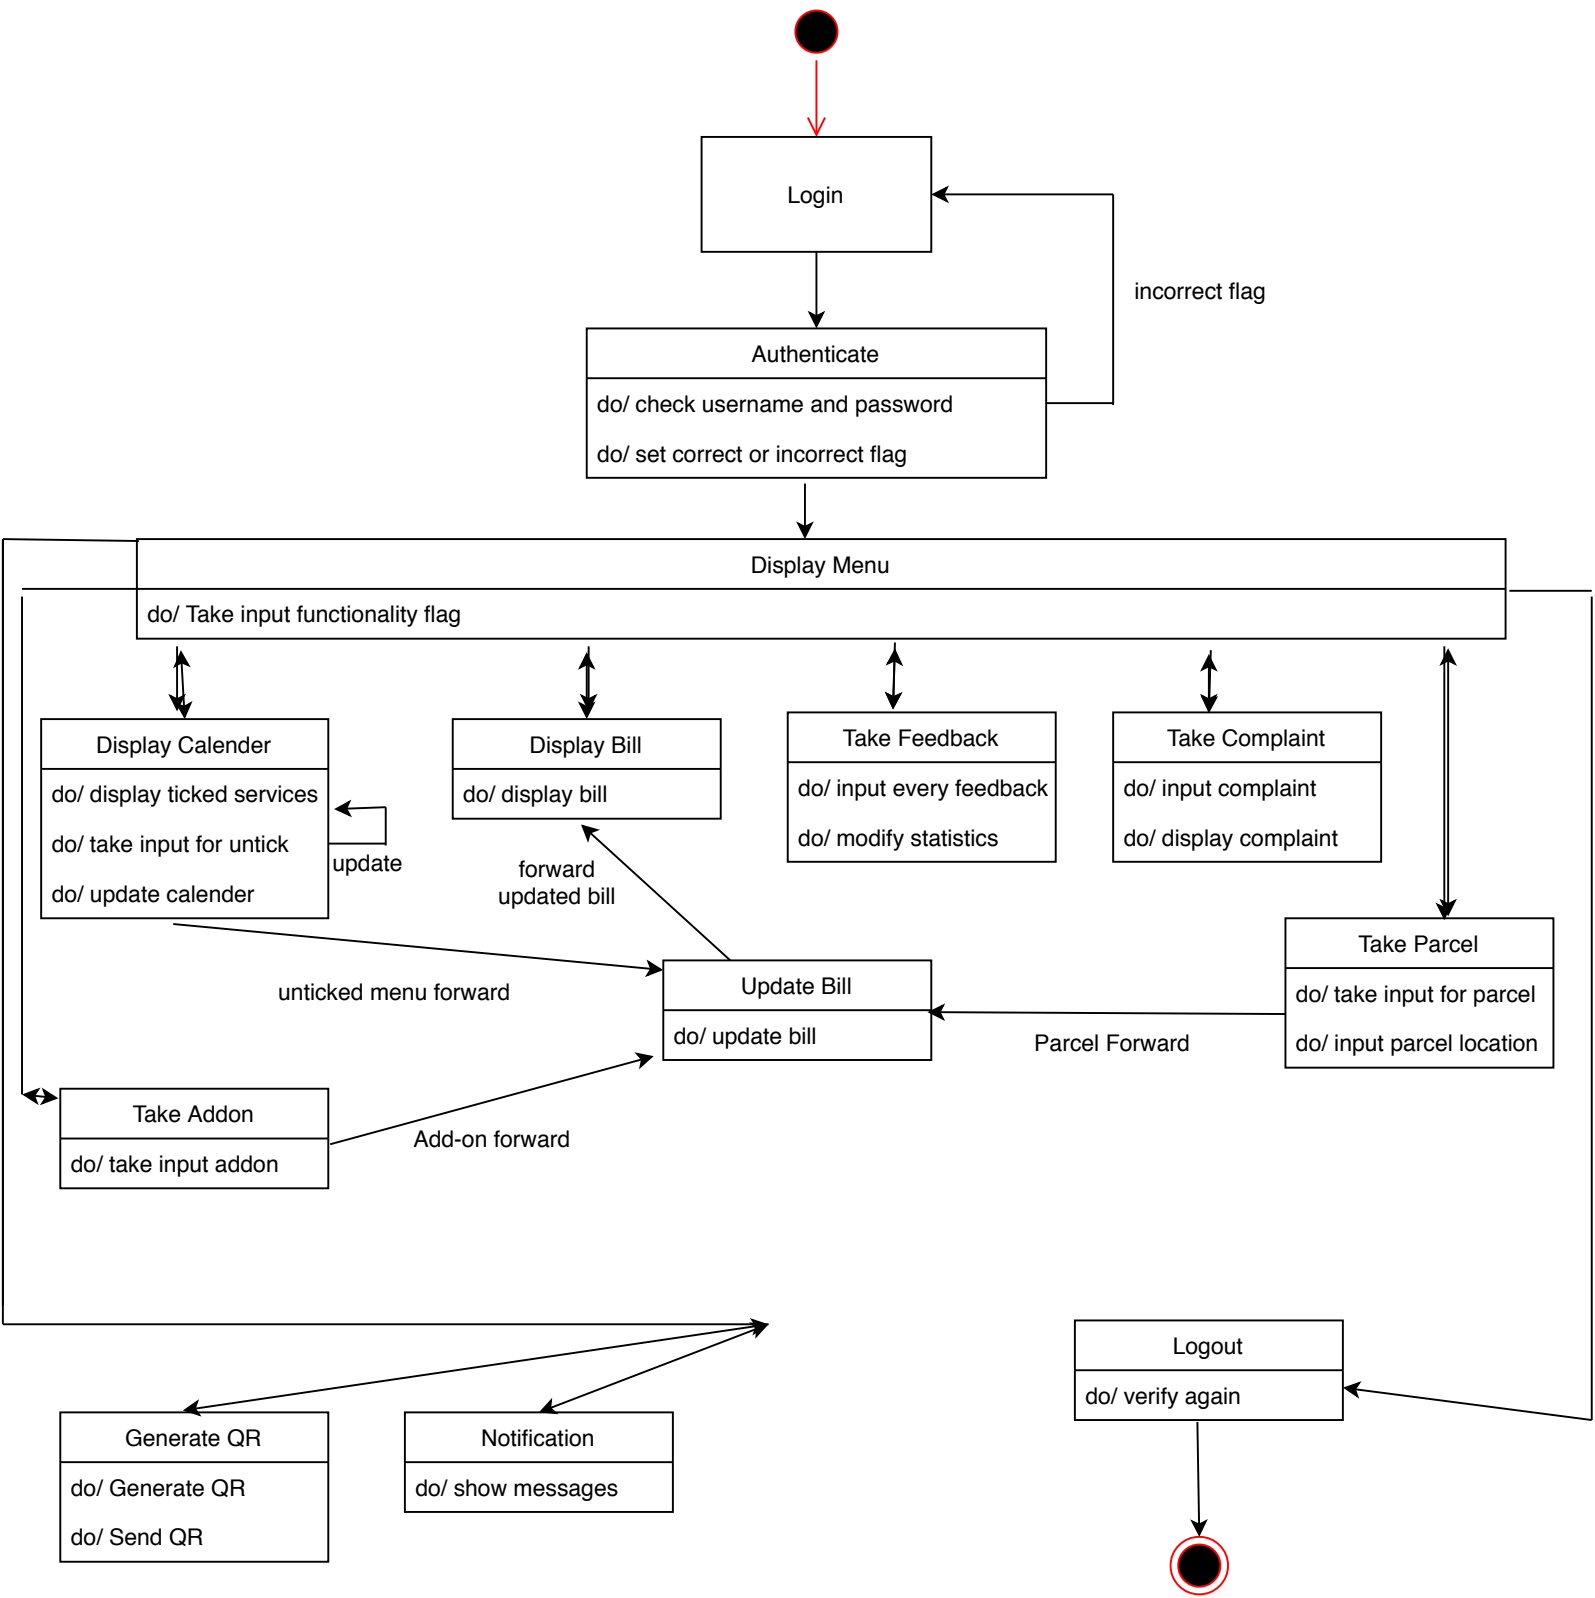 Login
incorrect flag
Authenticate
do/ check username and password
do/ set correct or incorrect flag
Display Menu
do/ Take input functionality flag
Display Calender
do/ display ticked services
do/ take input for untick
do/ update calender
update
Display Bill
do/ display bill
Take Feedback
do/ input every feedback
do/ modify statistics
Take Complaint
do/ input complaint
do/ display complaint
forward
updated bill
Take Parcel
do/ take input for parcel
do/ input parcel location
unticked menu forward
Update Bill
do/ update bill
Parcel Forward
Take Addon
do/ take input addon
Add-on forward
Logout
do/ verify again
Generate QR
do/ Generate QR
do/ Send QR
Notification
do/ show messages